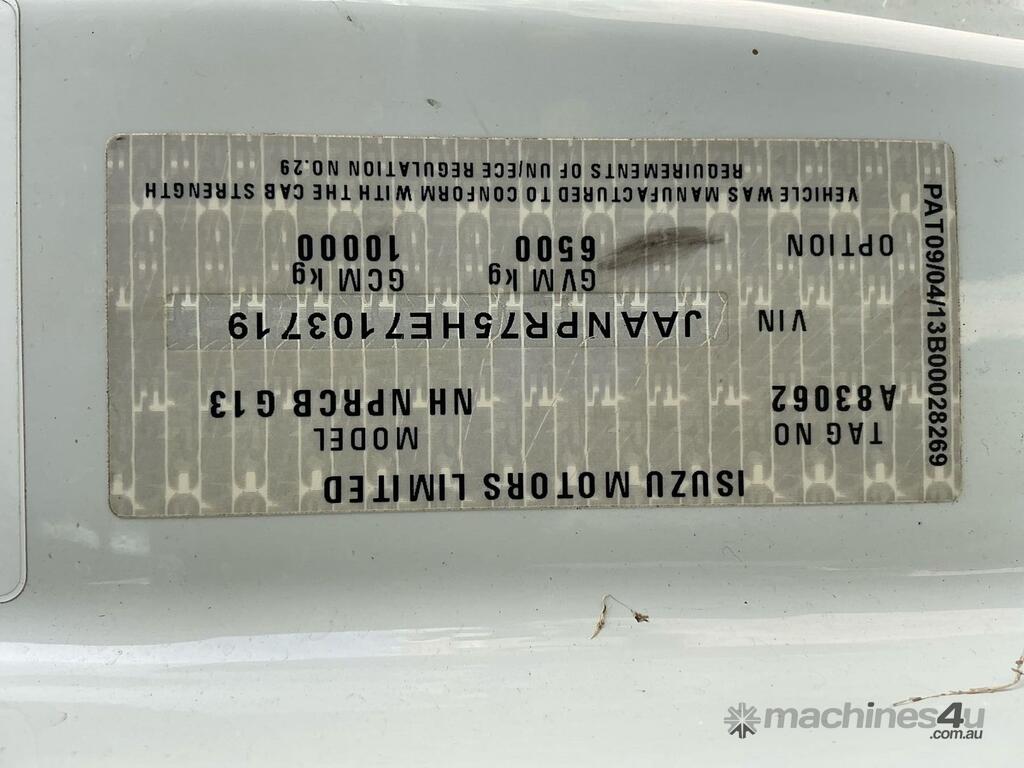 ISUZU MOTORS LIMITED
TAG NO MODEL
A83062 NH NPRCB G13
VIN JAANPR75HE7103719
GVM kg GCM kg
OPTION 6500 10000
VEHICLE WAS MANUFACTURED TO CONFORM WITH THE CAB STRENGTH
REQUIREMENTS OF UN/ECE REGULATION NO.29
PAT09/04/13B00028269
machines4u
.com.au